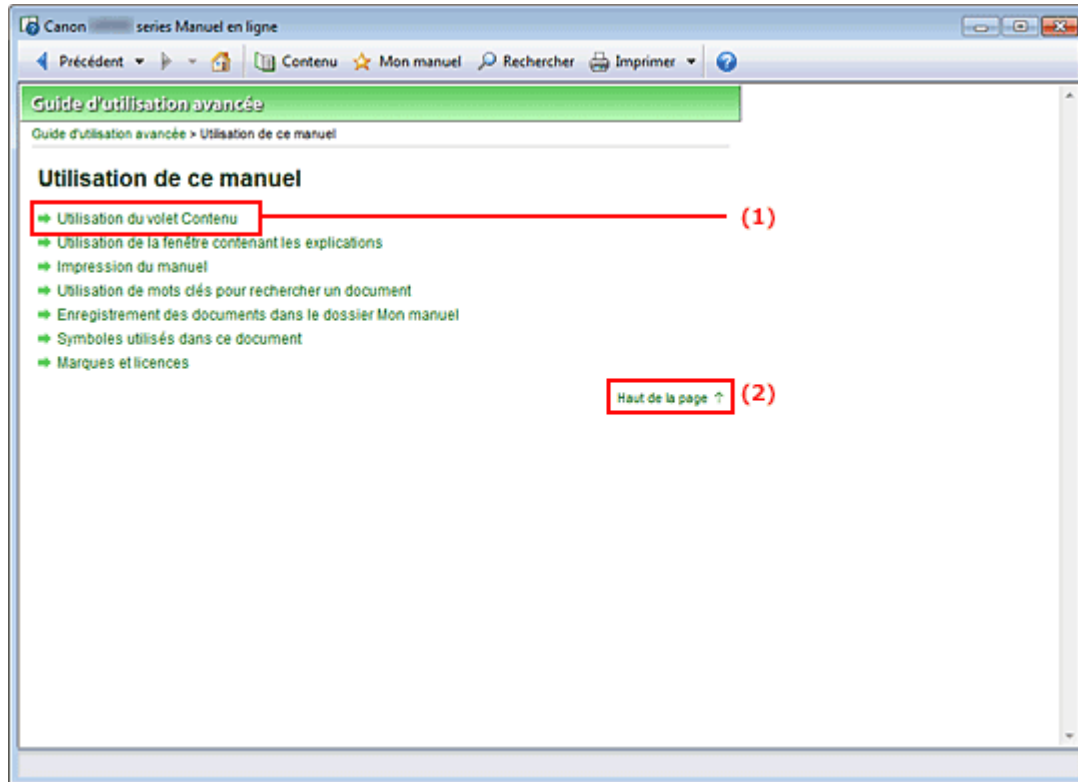 Canon series Manuel en ligne
Précédent Contenu Mon manuel Rechercher Imprimer
Guide d'utilisation avancée
Guide d'utilisation avancée > Utilisation de ce manuel
Utilisation de ce manuel
Utilisation du volet Contenu (1)
Utilisation de la fenêtre contenant les explications
Impression du manuel
Utilisation de mots clés pour rechercher un document
Enregistrement des documents dans le dossier Mon manuel
Symboles utilisés dans ce document
Marques et licences
Haut de la page ↑ (2)